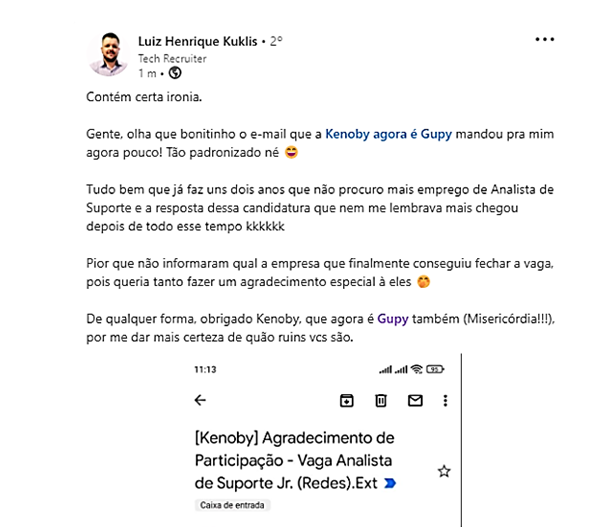 Luiz Henrique Kuklis • 2º
Tech Recruiter
1 m •
Contém certa ironia.
Gente, olha que bonitinho o e-mail que a Kenoby agora é Gupy mandou pra mim
agora pouco! Tão padronizado né 😄
Tudo bem que já faz uns dois anos que não procuro mais emprego de Analista de
Suporte e a resposta dessa candidatura que nem me lembrava mais chegou
depois de todo esse tempo kkkkkk
Pior que não informaram qual a empresa que finalmente conseguiu fechar a vaga,
pois queria tanto fazer um agradecimento especial à eles 🤭
De qualquer forma, obrigado Kenoby, que agora é Gupy também (Misericórdia!!!),
por me dar mais certeza de quão ruins vcs são.
11:13
[Kenoby] Agradecimento de
Participação - Vaga Analista
de Suporte Jr. (Redes).Ext
Caixa de entrada